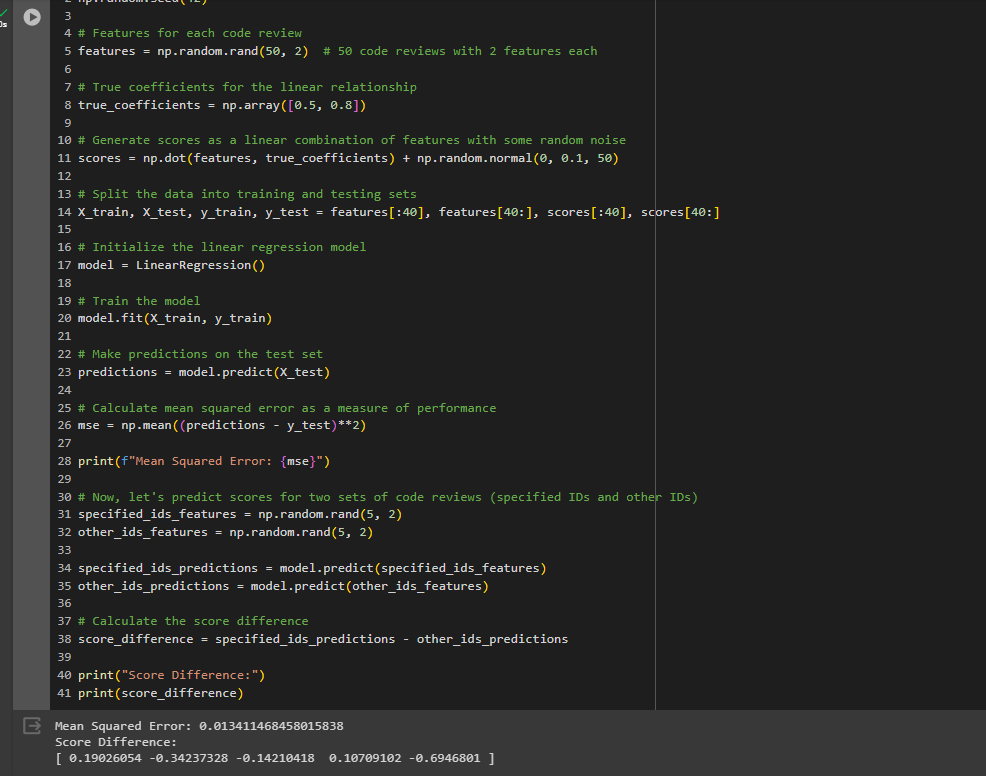 3
4 # Features for each code review
5 features = np.random.rand(50, 2)  # 50 code reviews with 2 features each
6
7 # True coefficients for the linear relationship
8 true_coefficients = np.array([0.5, 0.8])
9
10 # Generate scores as a linear combination of features with some random noise
11 scores = np.dot(features, true_coefficients) + np.random.normal(0, 0.1, 50)
12
13 # Split the data into training and testing sets
14 X_train, X_test, y_train, y_test = features[:40], features[40:], scores[:40], scores[40:]
15
16 # Initialize the linear regression model
17 model = LinearRegression()
18
19 # Train the model
20 model.fit(X_train, y_train)
21
22 # Make predictions on the test set
23 predictions = model.predict(X_test)
24
25 # Calculate mean squared error as a measure of performance
26 mse = np.mean((predictions - y_test)**2)
27
28 print(f"Mean Squared Error: {mse}")
29
30 # Now, let's predict scores for two sets of code reviews (specified IDs and other IDs)
31 specified_ids_features = np.random.rand(5, 2)
32 other_ids_features = np.random.rand(5, 2)
33
34 specified_ids_predictions = model.predict(specified_ids_features)
35 other_ids_predictions = model.predict(other_ids_features)
36
37 # Calculate the score difference
38 score_difference = specified_ids_predictions - other_ids_predictions
39
40 print("Score Difference:")
41 print(score_difference)
Mean Squared Error: 0.013411468458015838
Score Difference:
[ 0.19026054 -0.34237328 -0.14210418  0.10709102 -0.6946801 ]